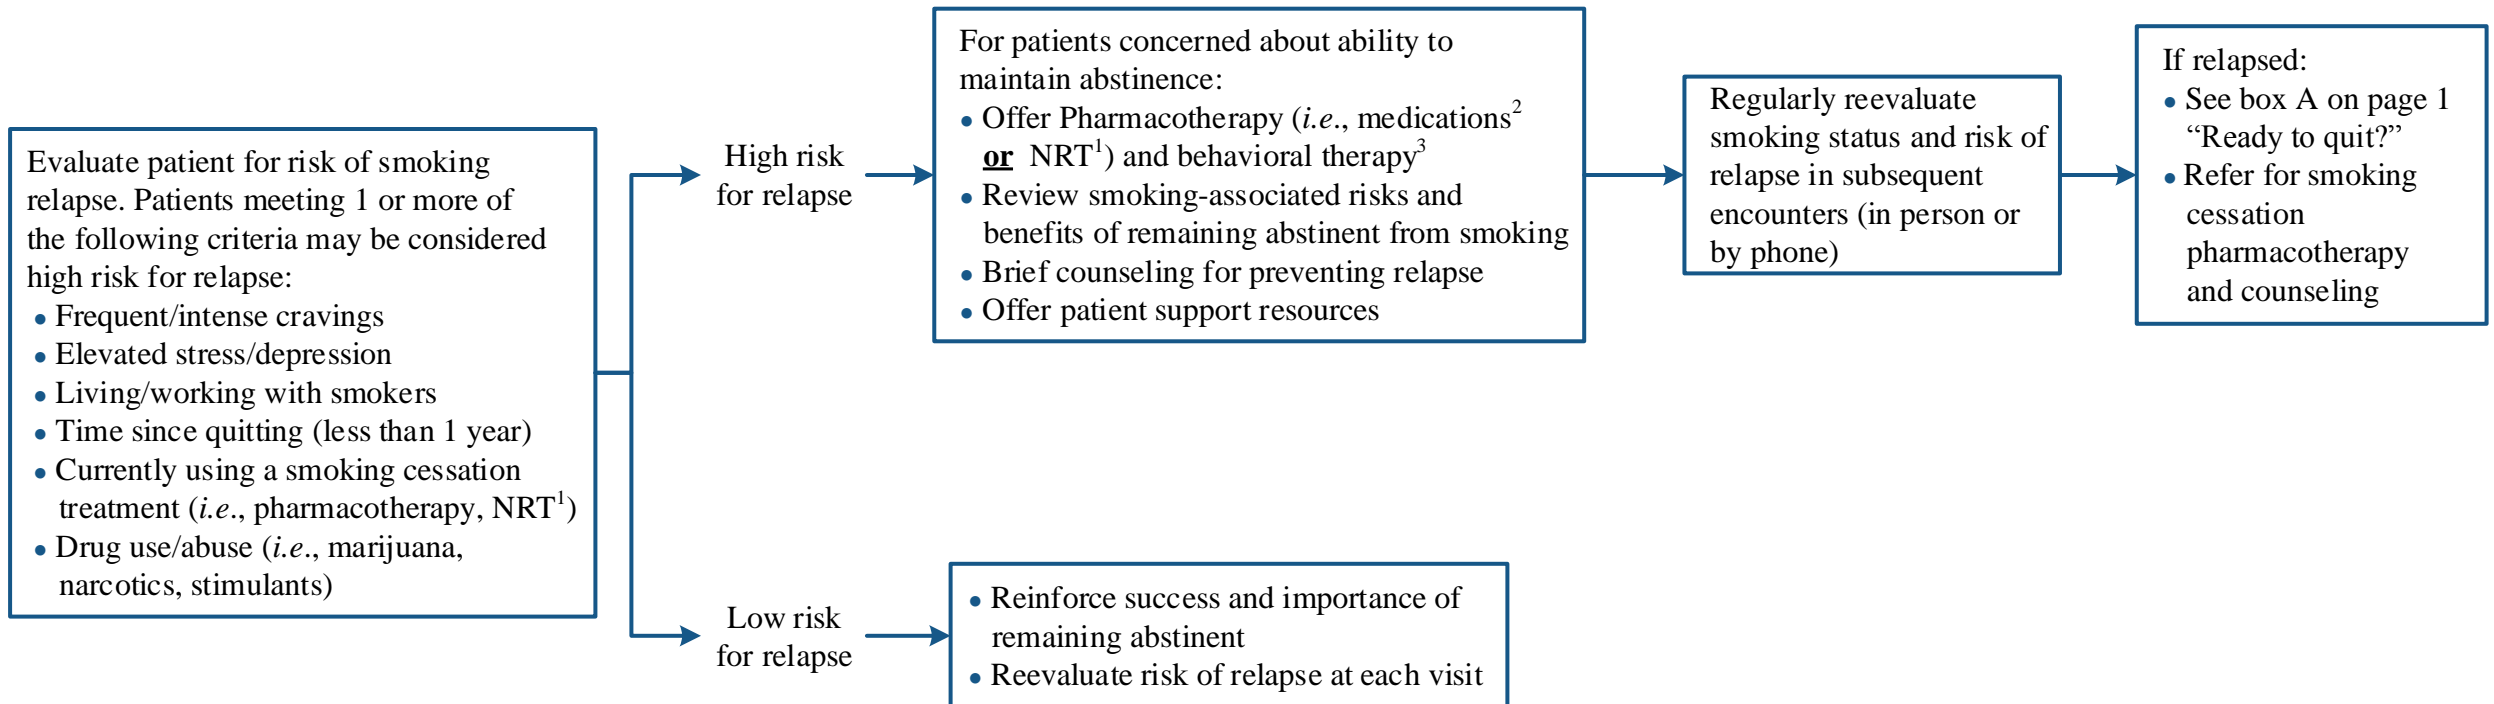 Evaluate patient for risk of smoking
relapse. Patients meeting 1 or more of
the following criteria may be considered
high risk for relapse:
● Frequent/intense cravings
● Elevated stress/depression
● Living/working with smokers
● Time since quitting (less than 1 year)
● Currently using a smoking cessation
treatment (i.e., pharmacotherapy, NRT¹)
● Drug use/abuse (i.e., marijuana,
narcotics, stimulants)
High risk
for relapse
For patients concerned about ability to
maintain abstinence:
● Offer Pharmacotherapy (i.e., medications²
or NRT¹) and behavioral therapy³
● Review smoking-associated risks and
benefits of remaining abstinent from smoking
● Brief counseling for preventing relapse
● Offer patient support resources
Regularly reevaluate
smoking status and risk of
relapse in subsequent
encounters (in person or
by phone)
If relapsed:
● See box A on page 1
“Ready to quit?”
● Refer for smoking
cessation
pharmacotherapy
and counseling
Low risk
for relapse
● Reinforce success and importance of
remaining abstinent
● Reevaluate risk of relapse at each visit